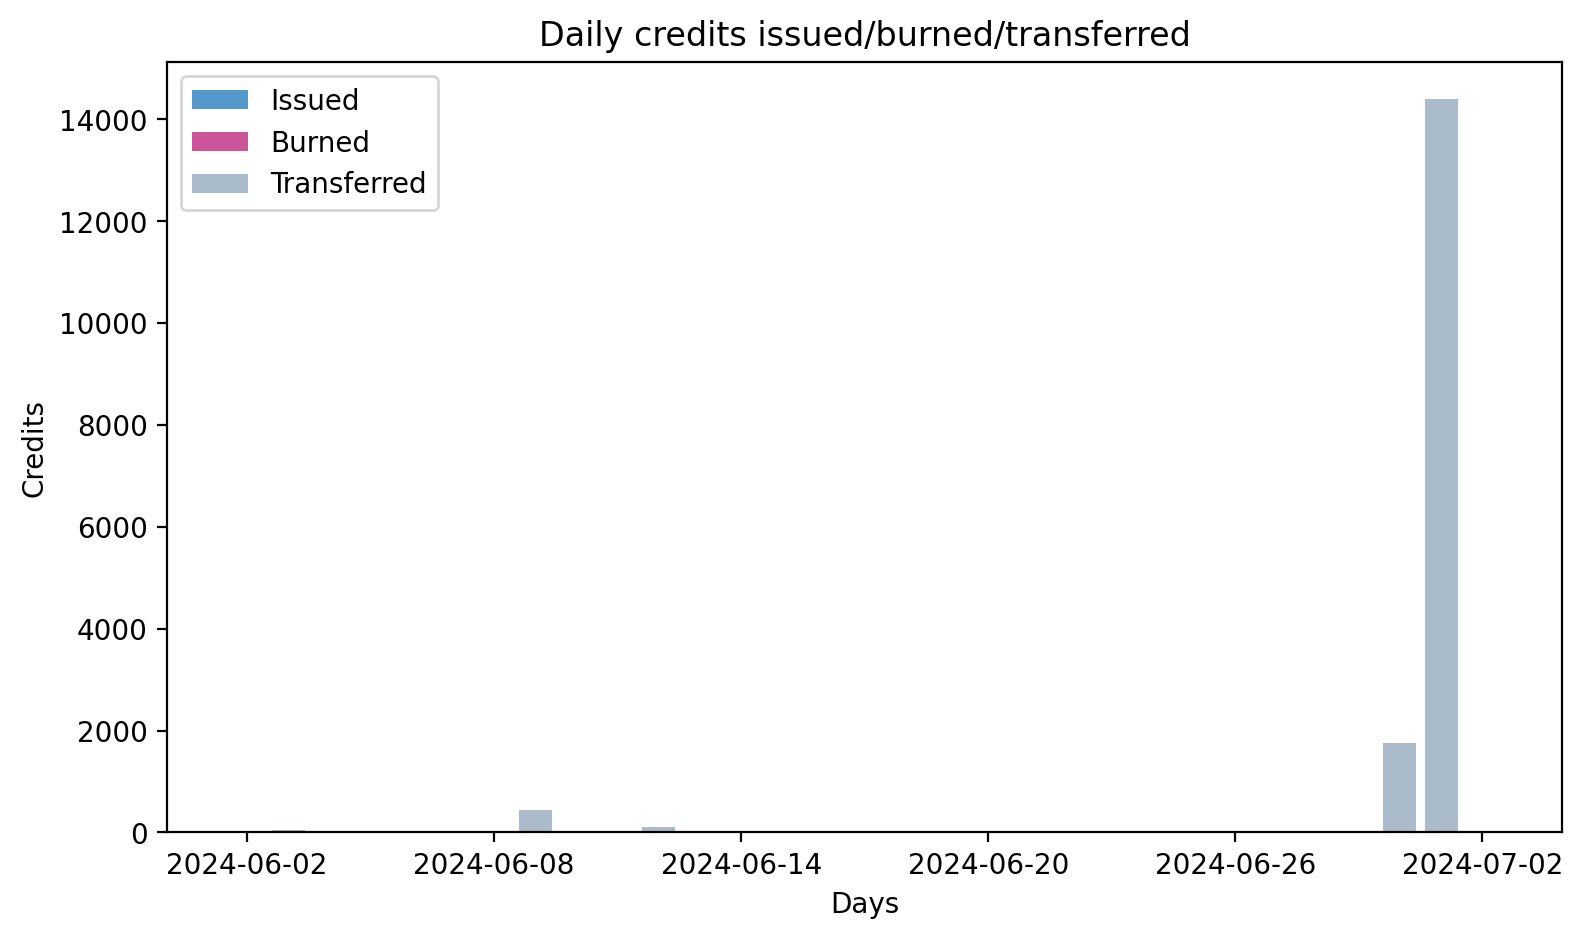 Daily credits issued/burned/transferred
Issued
Burned
Transferred
14000
12000
10000
8000
6000
4000
2000
0
Credits
2024-06-02 2024-06-08 2024-06-14 2024-06-20 2024-06-26 2024-07-02
Days